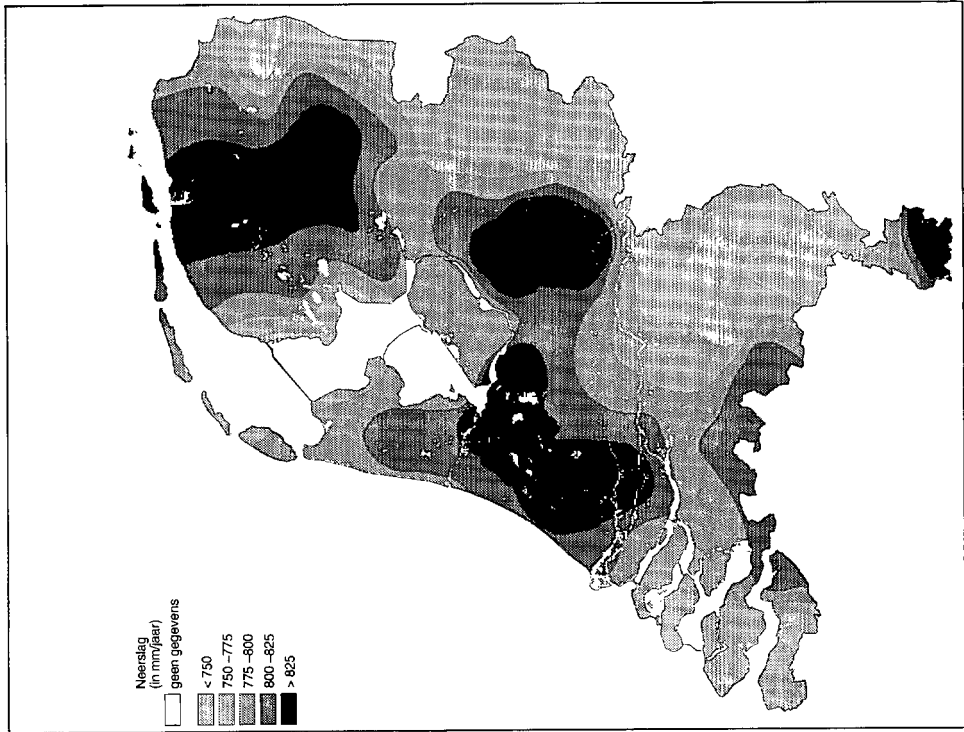 Neerslag
(in mm/jaar)
geen gegevens
< 750
750 –775
775 –800
800 –825
> 825